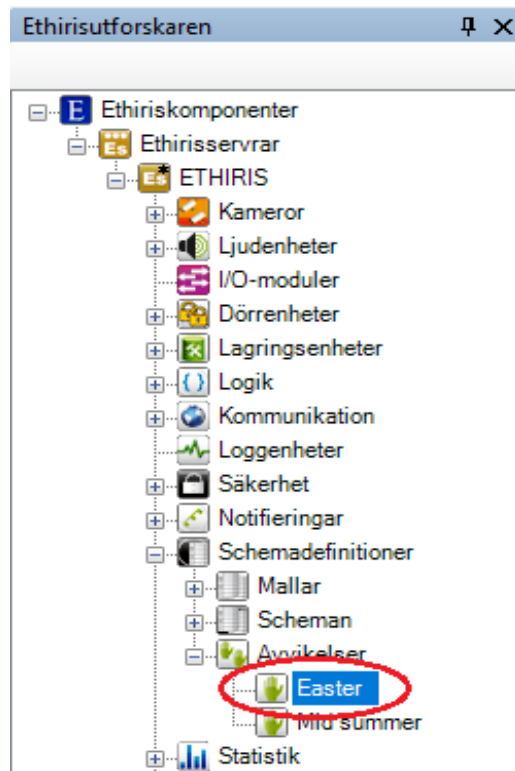 Ethirisutforskaren
Ethiriskomponenter
Ethirisservrar
ETHIRIS
Kameror
Ljudenheter
I/O-moduler
Dörrenheter
Lagringsenheter
Logik
Kommunikation
Loggenheter
Säkerhet
Notifieringar
Schemadefinitioner
Mallar
Scheman
Avvikelser
Easter
Mid summer
Statistik